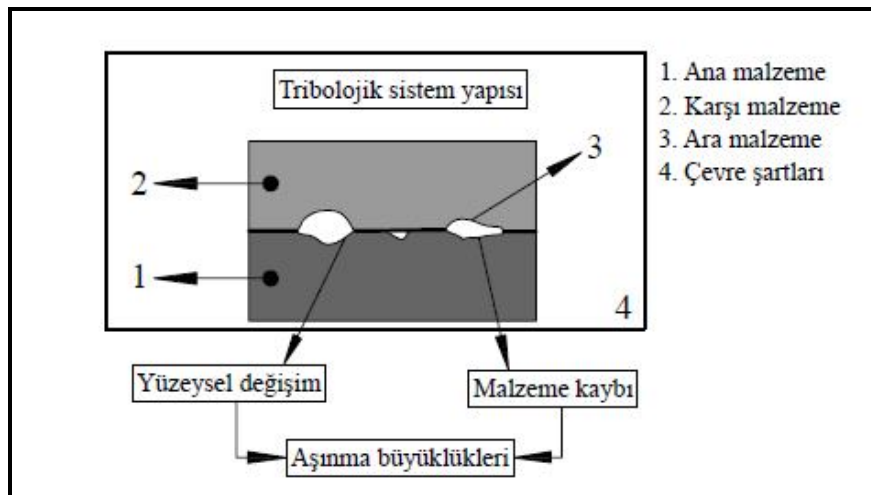 Tribolojik sistem yapısı
1. Ana malzeme
2. Karşı malzeme
3. Ara malzeme
4. Çevre şartları
3
2
1
4
Yüzeysel değişim
Malzeme kaybı
Aşınma büyüklükleri